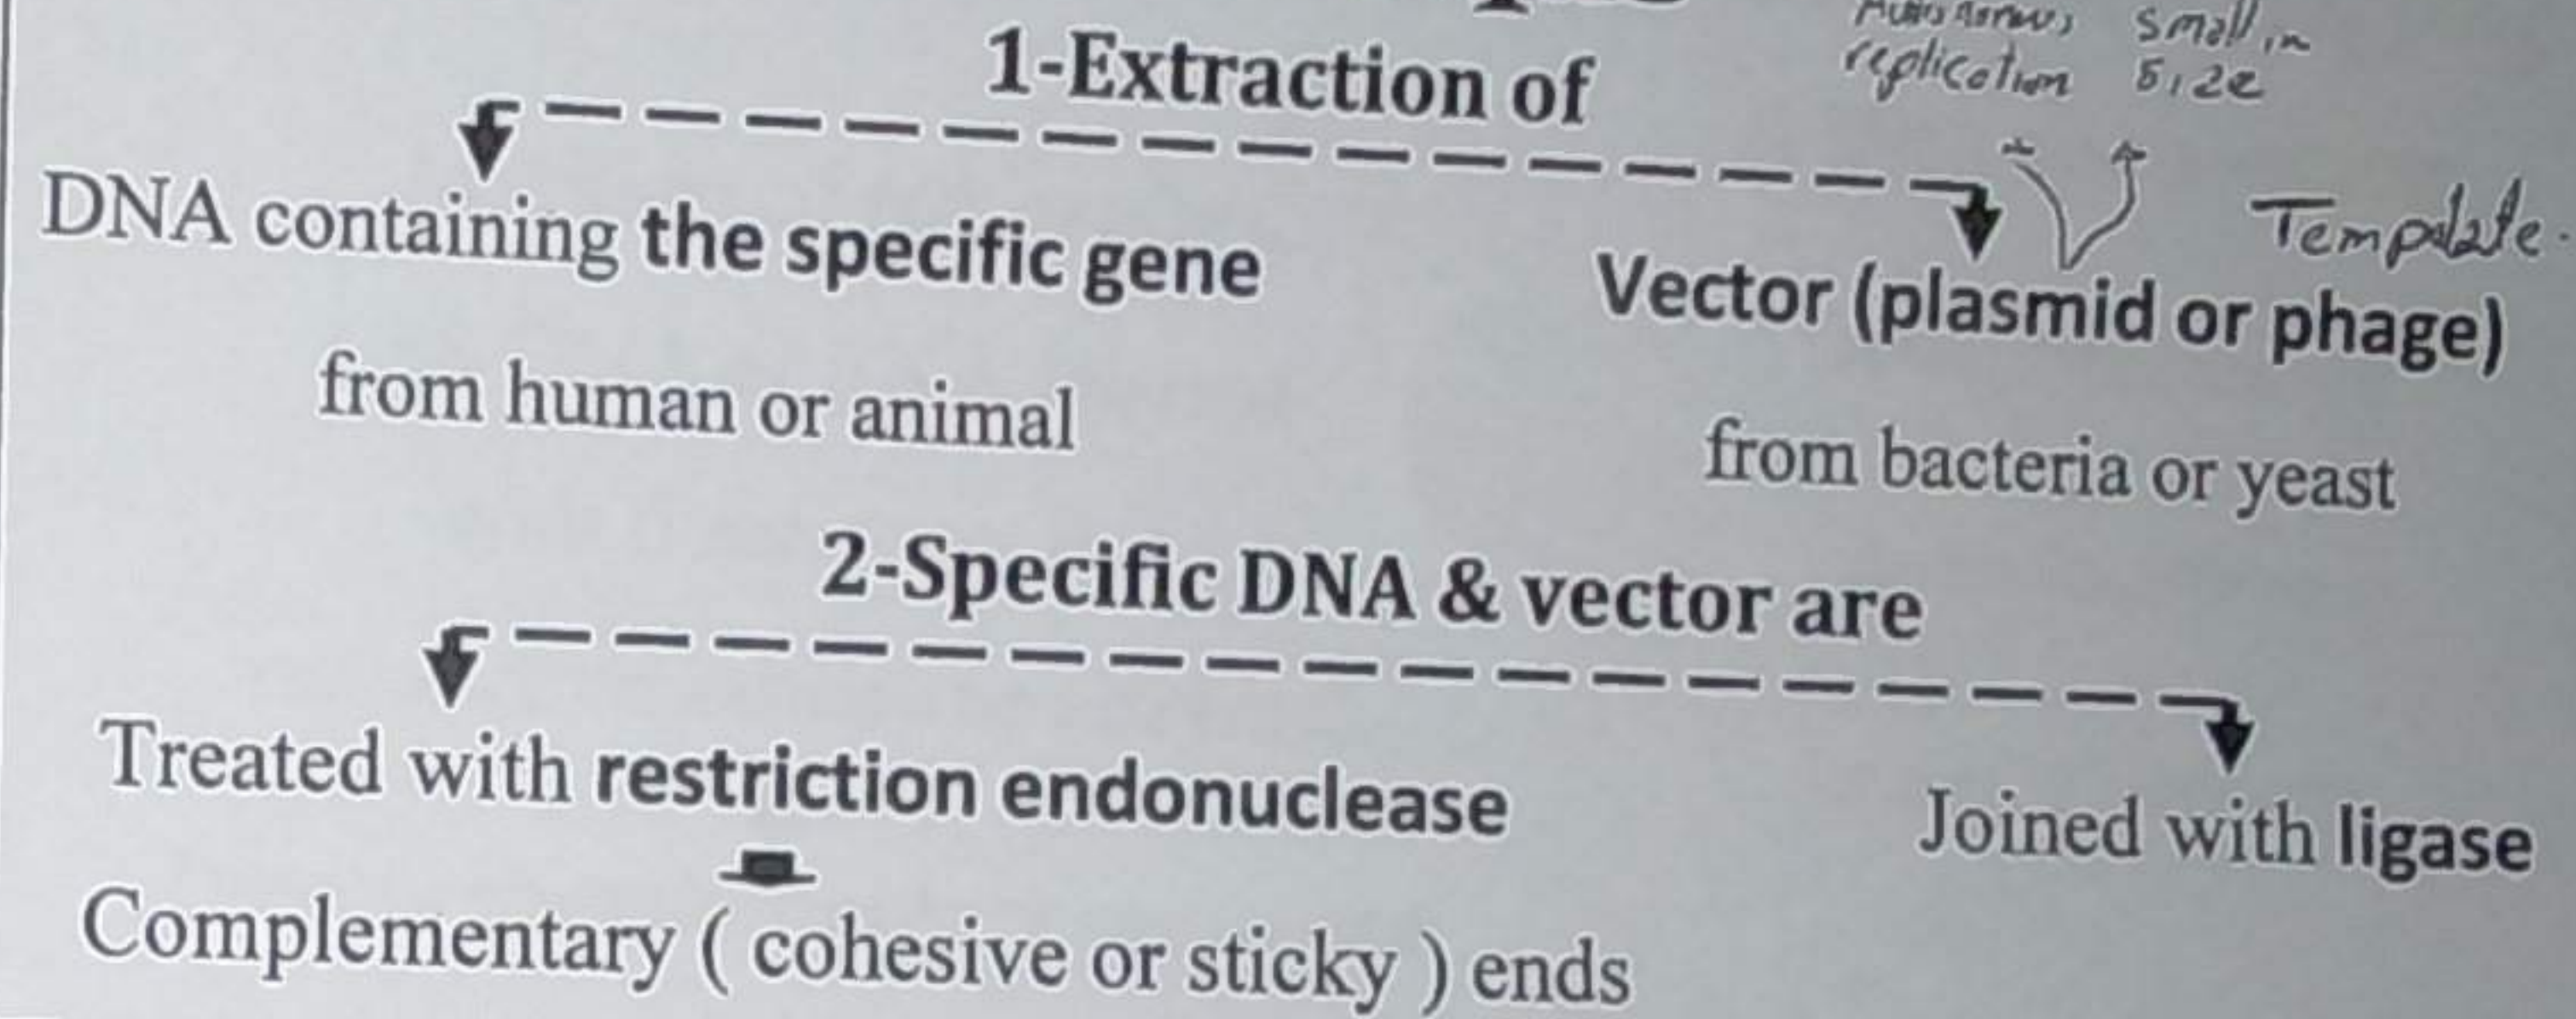 small in
replication size
1-Extraction of
Template.
DNA containing the specific gene
Vector (plasmid or phage)
from human or animal
from bacteria or yeast
2-Specific DNA & vector are
Treated with restriction endonuclease
Joined with ligase
Complementary ( cohesive or sticky ) ends